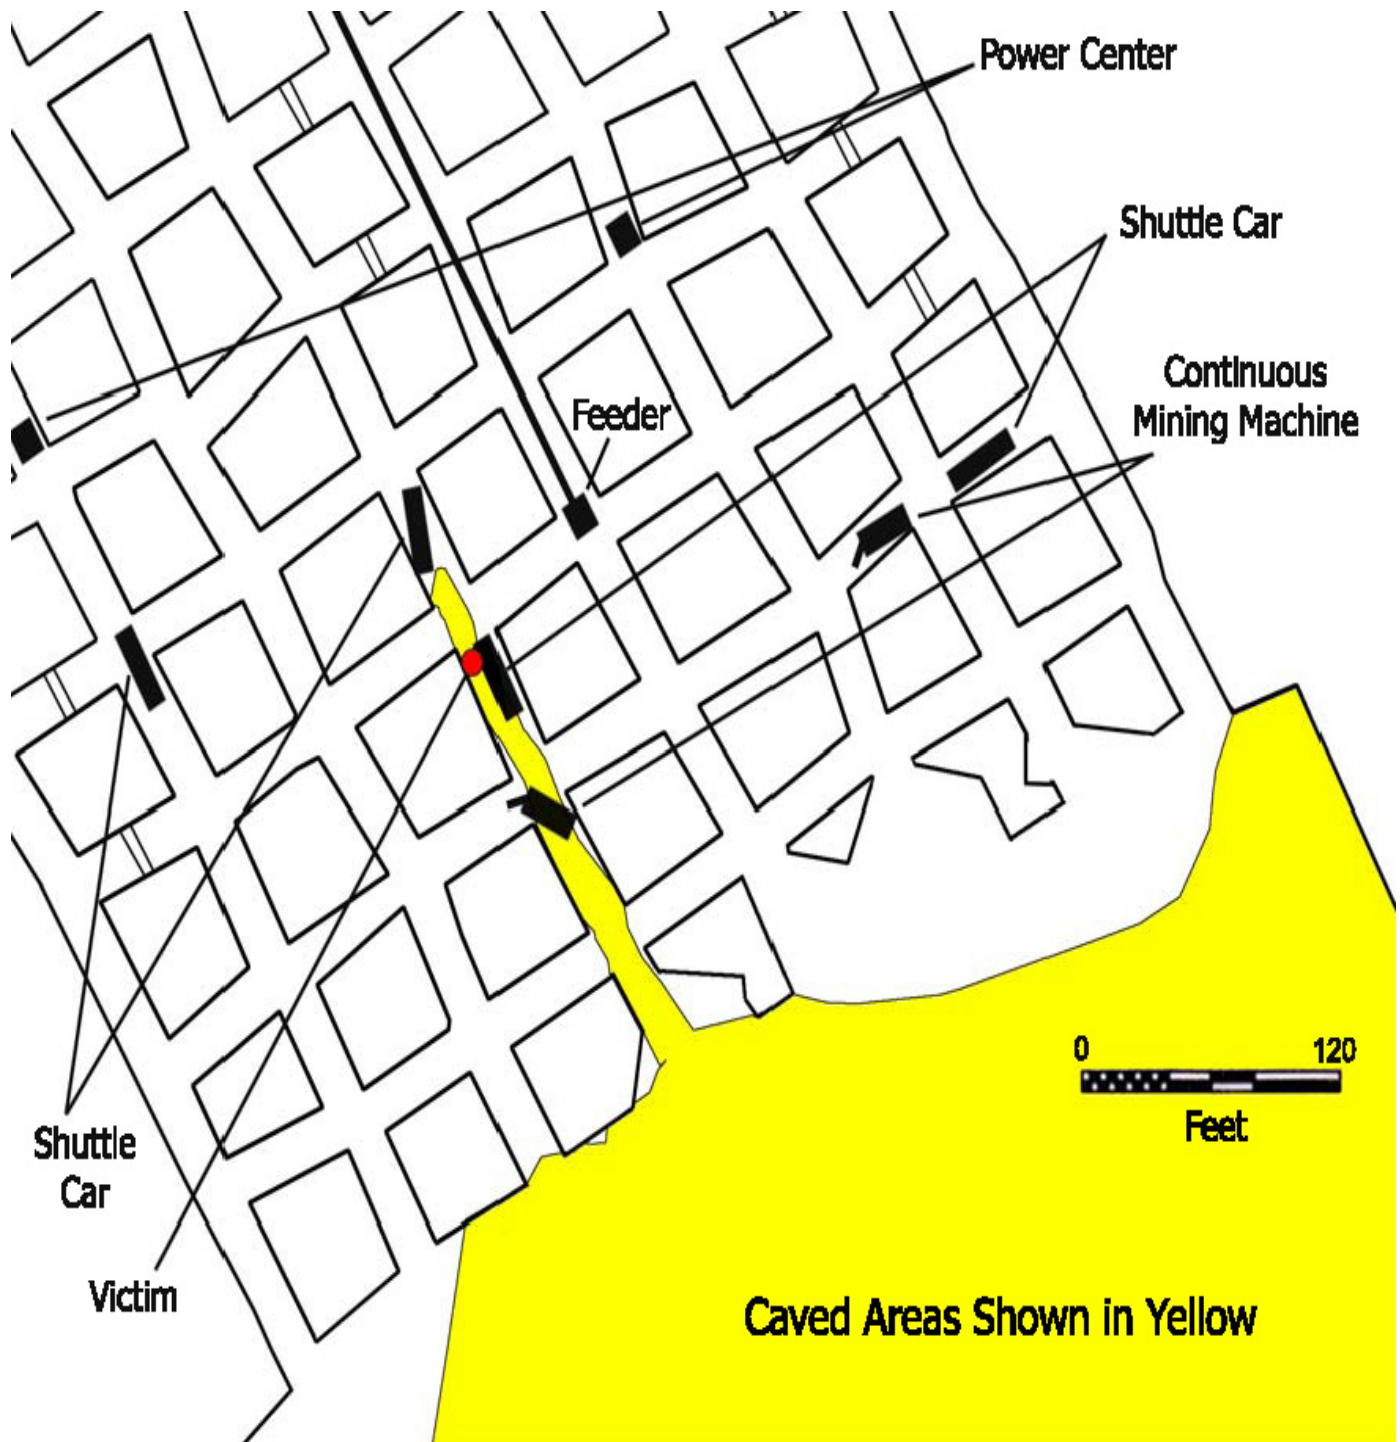 Power Center
Shuttle Car
Continuous
Mining Machine
Feeder
0 120
Feet
Shuttle
Car
Victim
Caved Areas Shown in Yellow